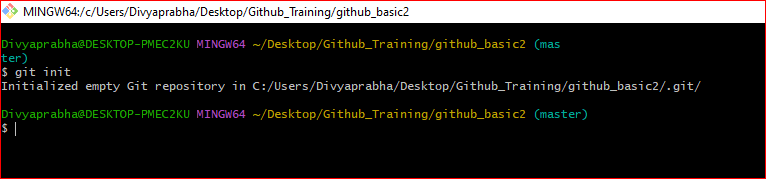 MINGW64:/c/Users/Divyaprabha/Desktop/Github_Training/github_basic2
Divyaprabha@DESKTOP-PMEC2KU MINGW64 ~/Desktop/Github_Training/github_basic2 (mas
ter)
$ git init
Initialized empty Git repository in C:/Users/Divyaprabha/Desktop/Github_Training/github_basic2/.git/
Divyaprabha@DESKTOP-PMEC2KU MINGW64 ~/Desktop/Github_Training/github_basic2 (master)
$